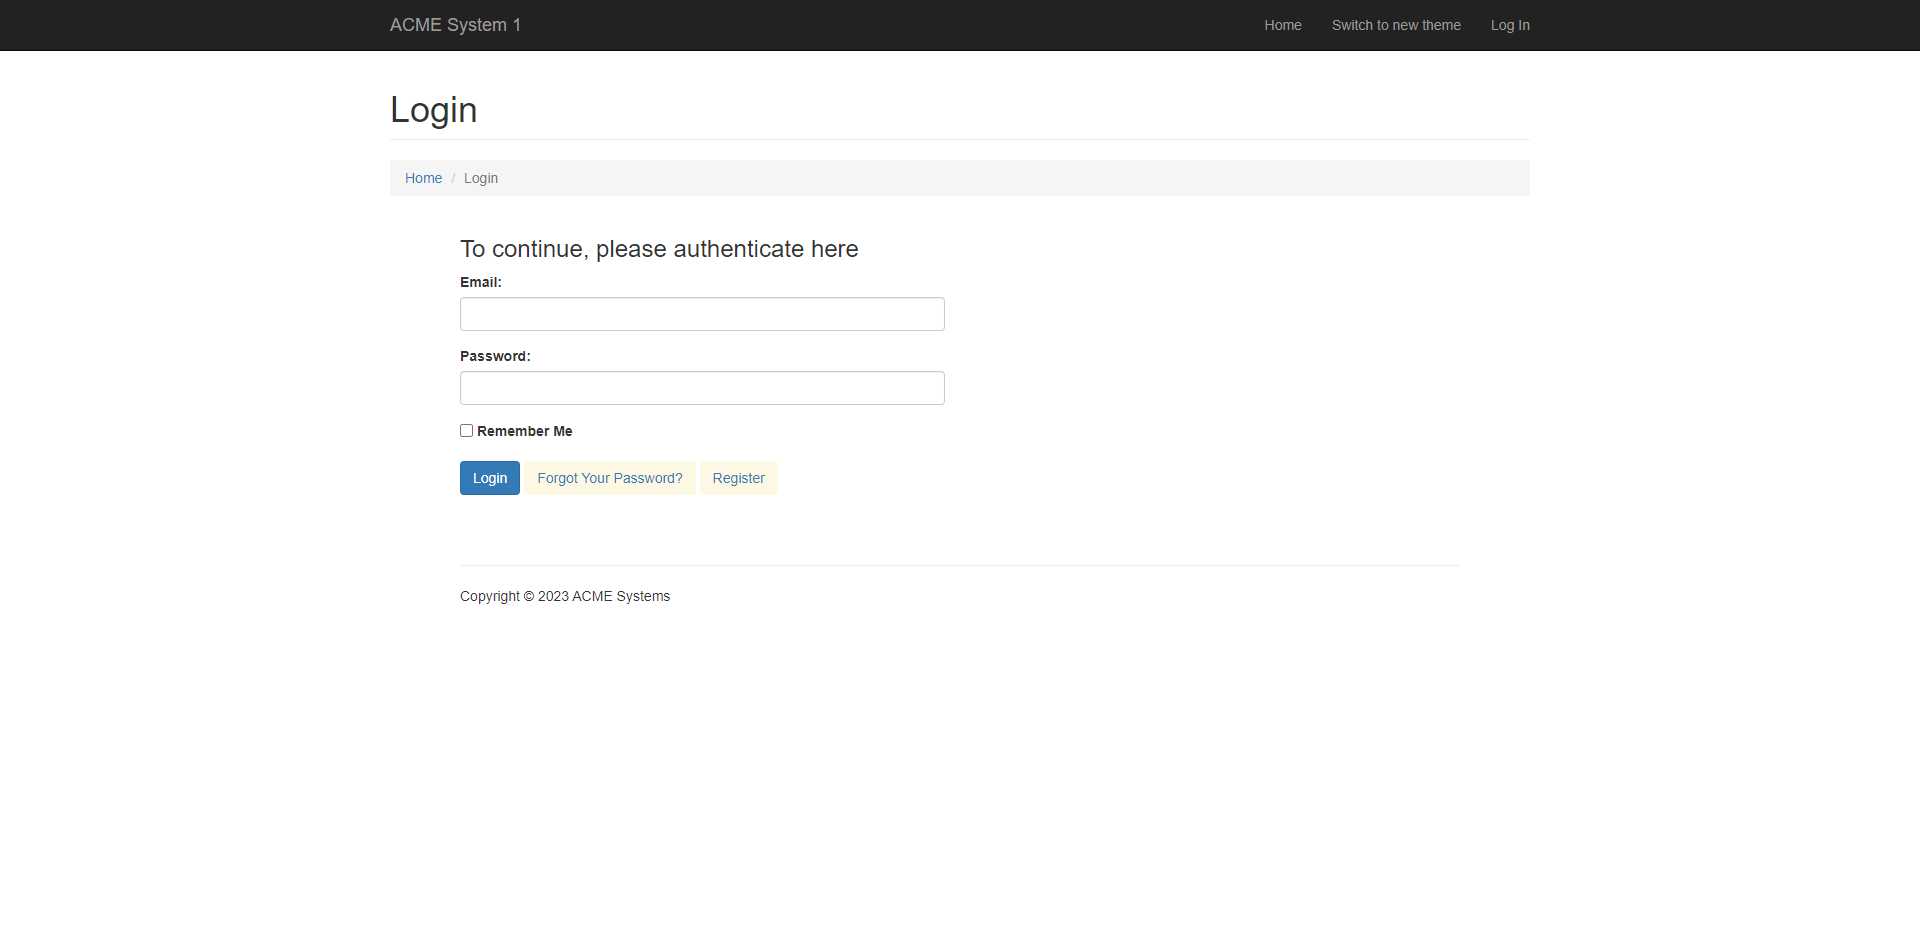 ACME System 1 Home Switch to new theme Log In
Login
Home / Login
To continue, please authenticate here
Email:
Password:
Remember Me
Login Forgot Your Password? Register
Copyright © 2023 ACME Systems